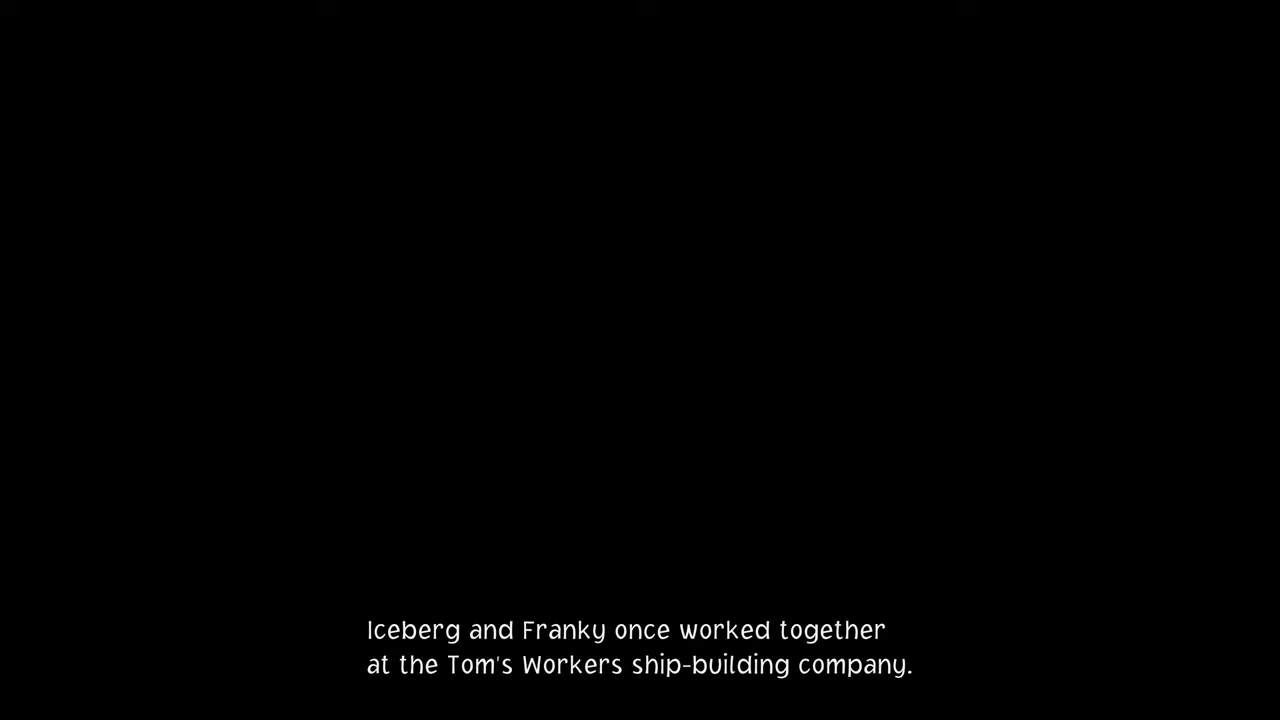 Iceberg and Franky once worked together
at the Tom's Workers ship-building company.